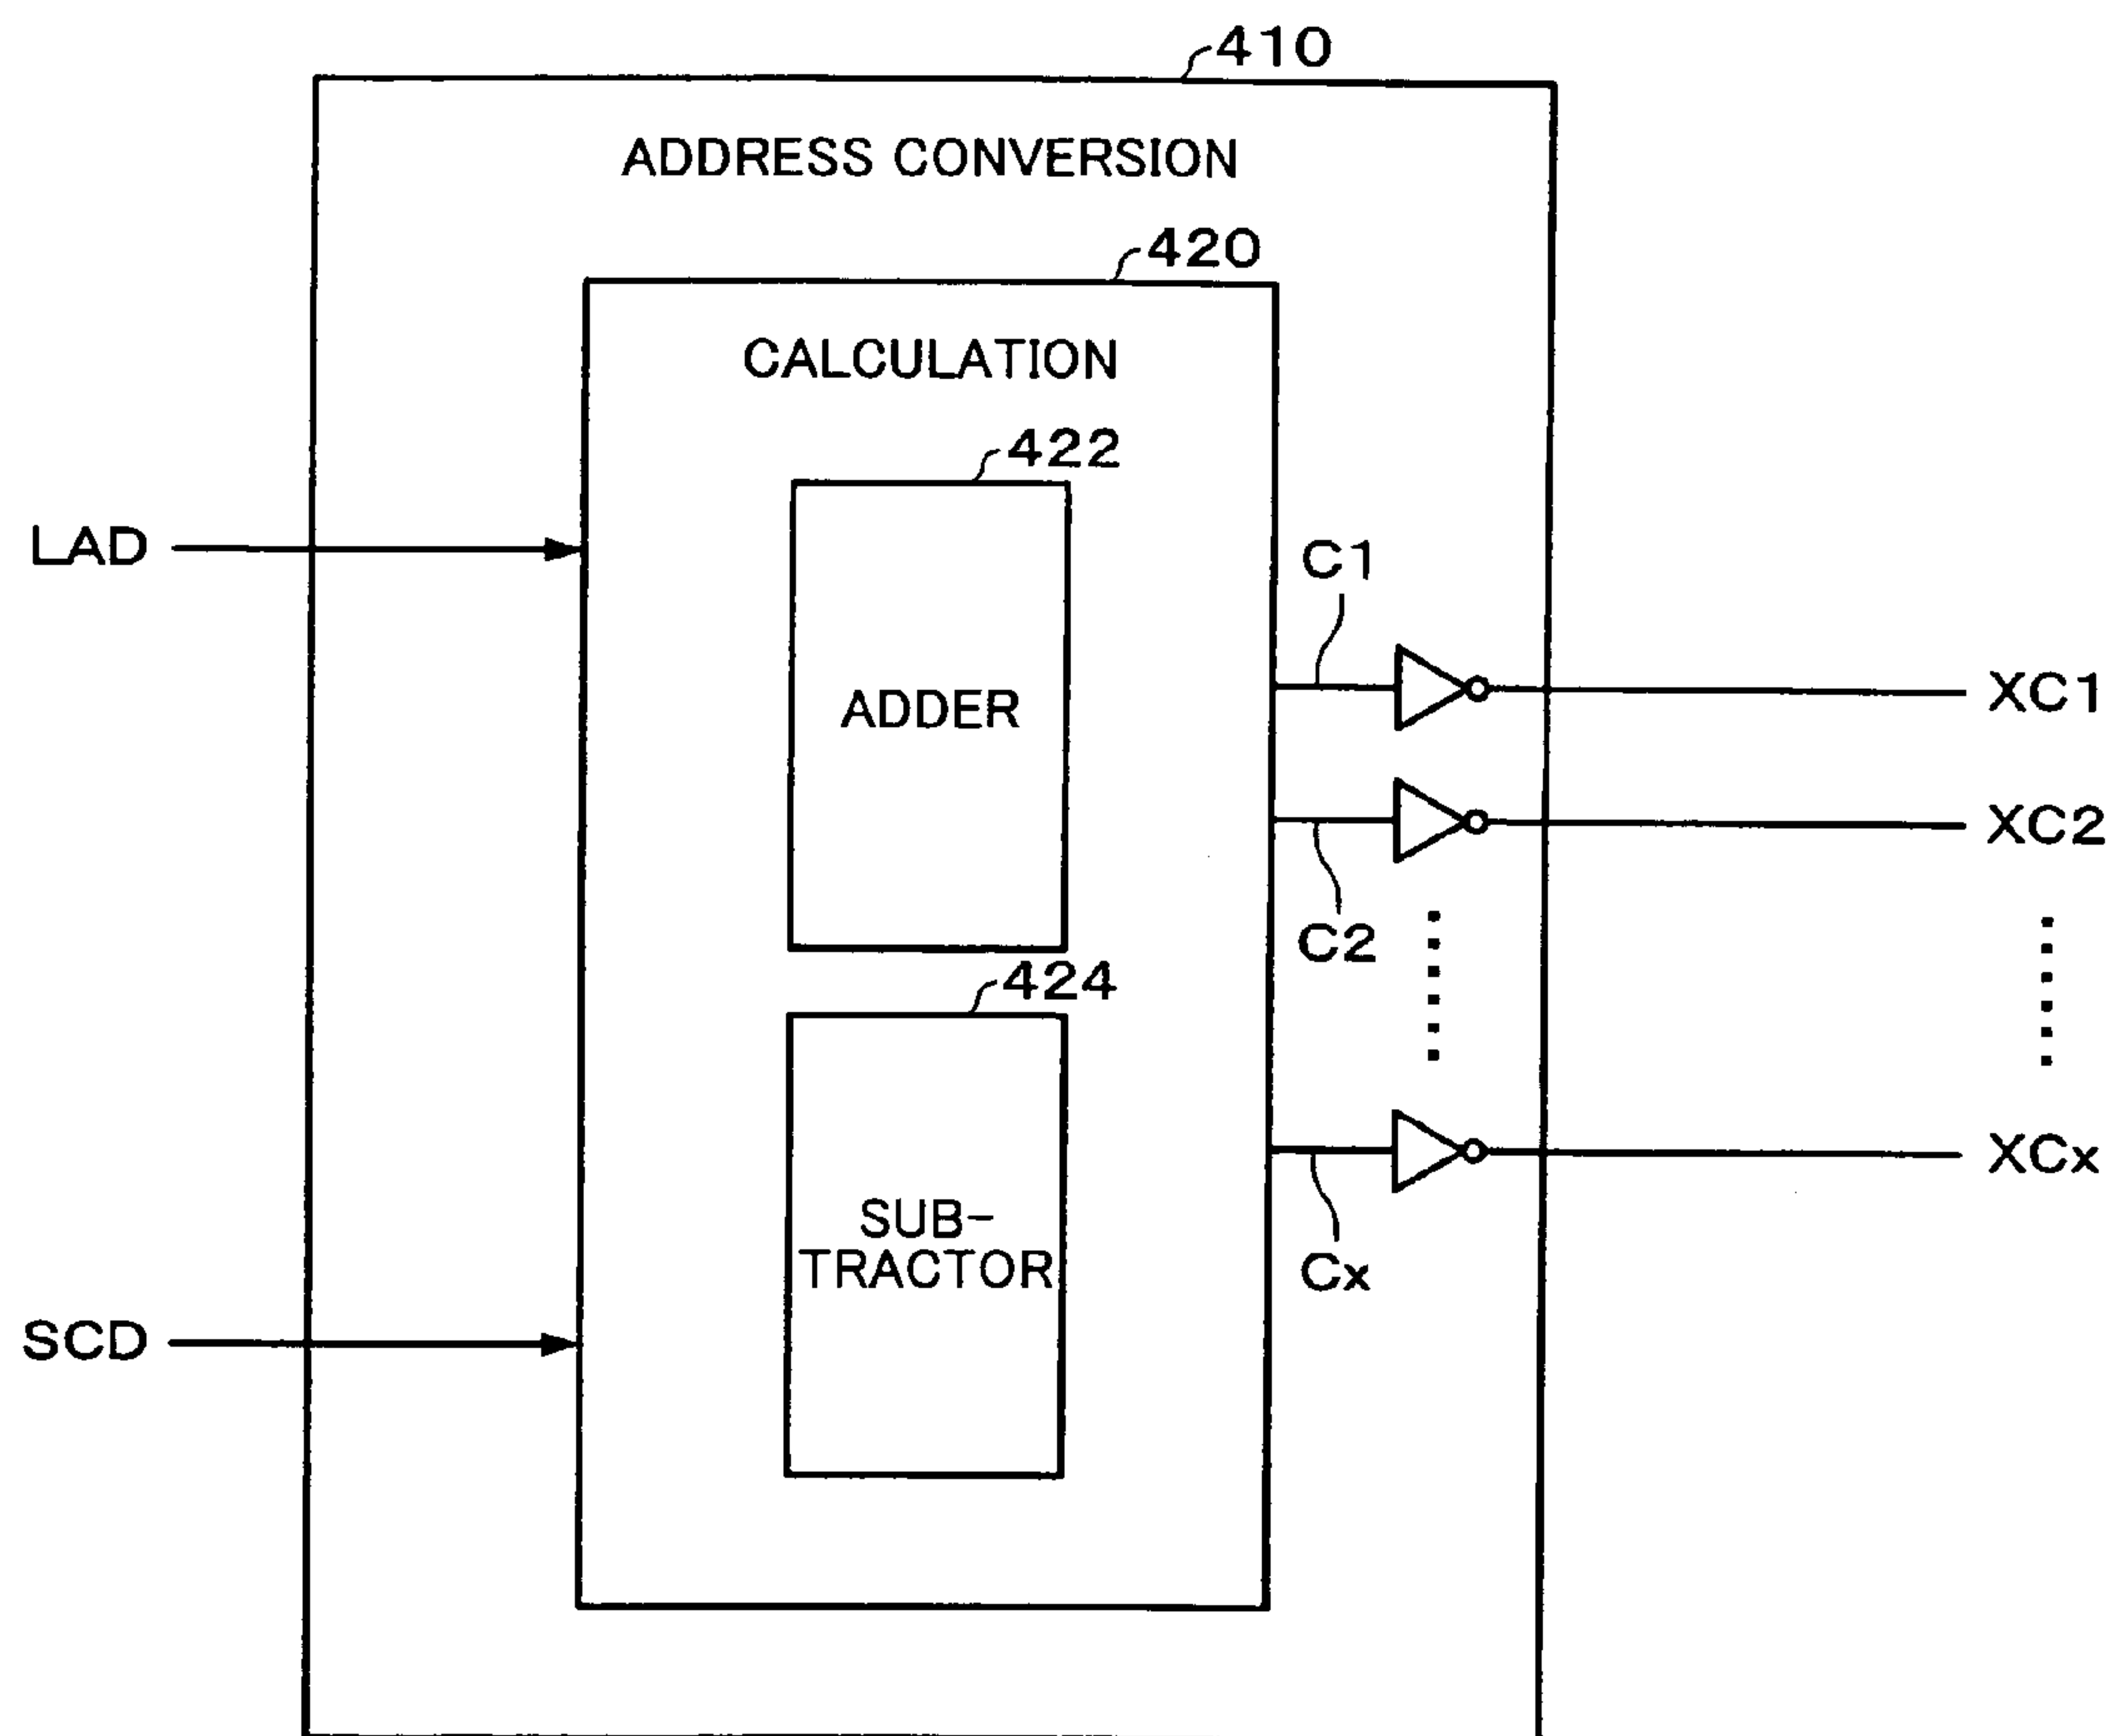 410
ADDRESS CONVERSION
420
CALCULATION
422
LAD
ADDER
C1
XC1
XC2
C2
424
SUB-
TRACTOR
XCx
Cx
SCD